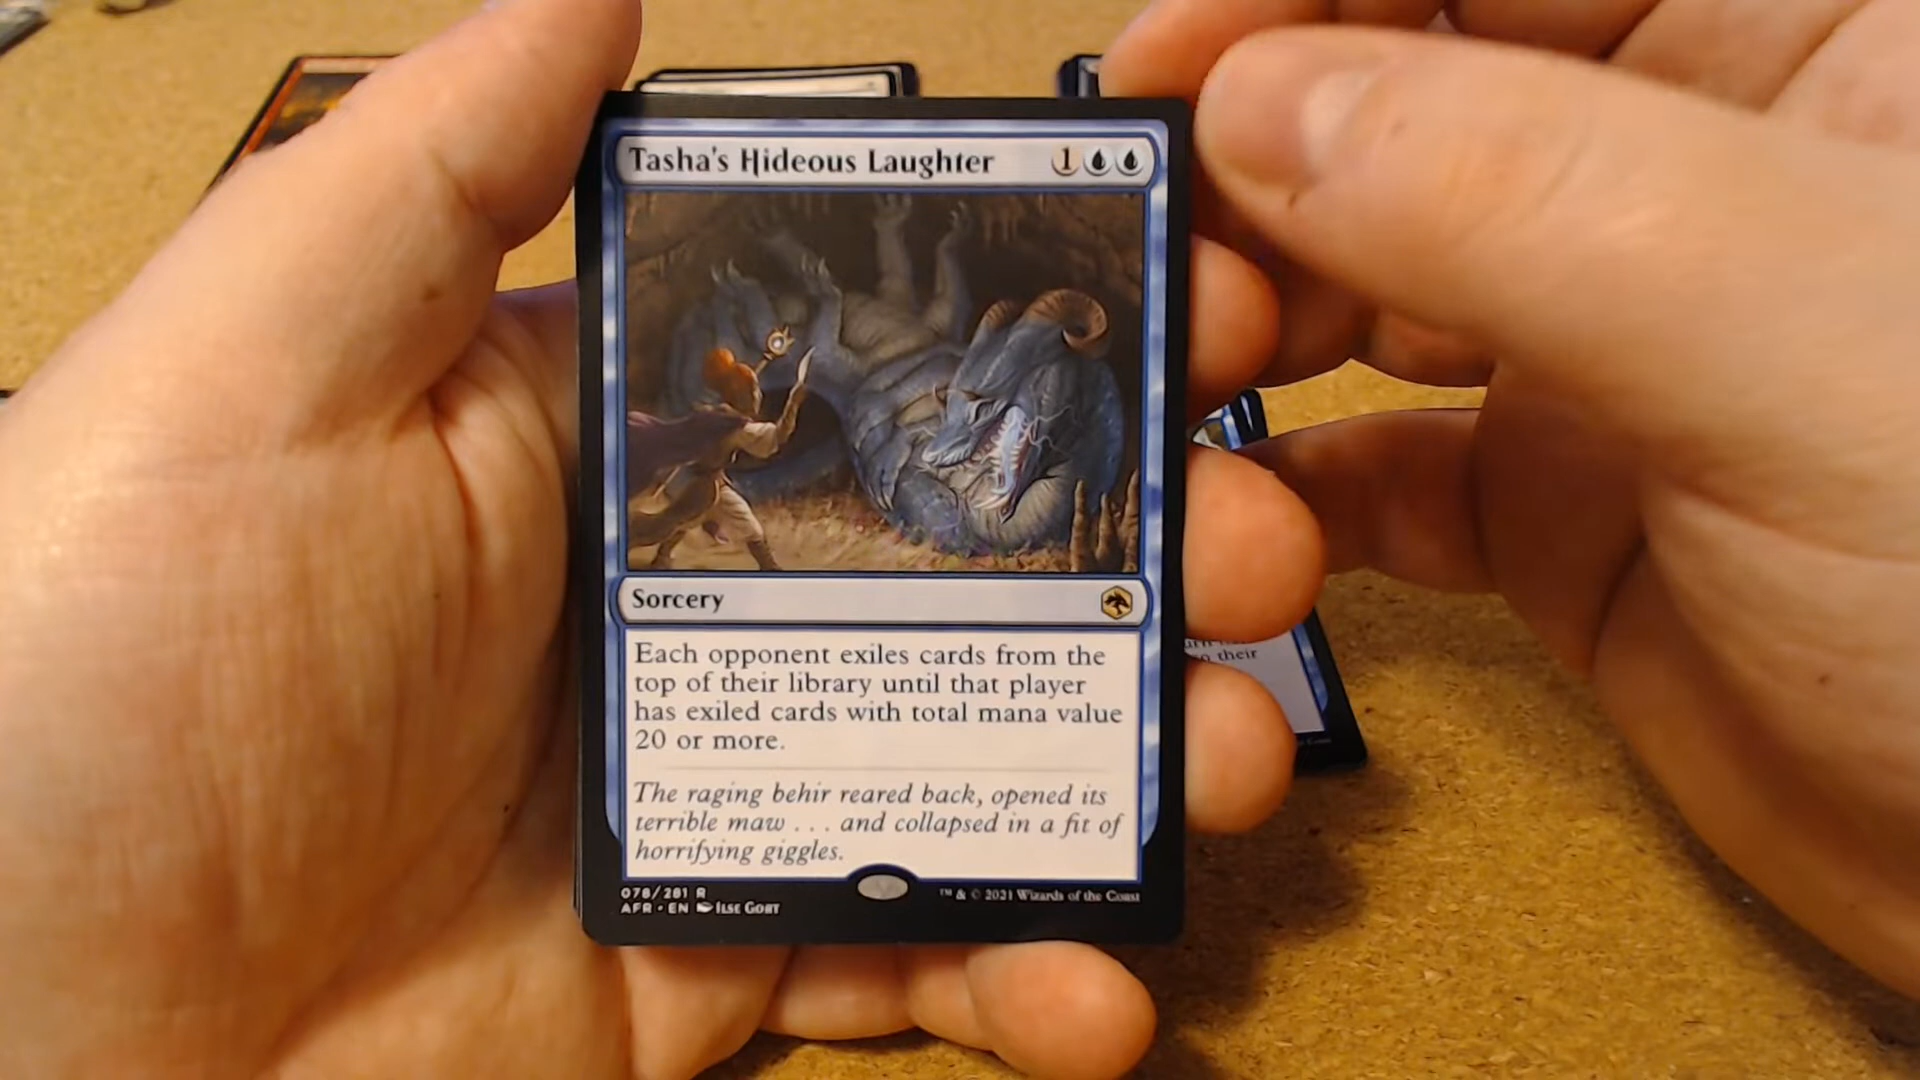 Tasha's Hideous Laughter 1
Sorcery
Each opponent exiles cards from the
top of their library until that player
has exiled cards with total mana value
20 or more.
The raging behir reared back, opened its
terrible maw . . . and collapsed in a fit of
horrifying giggles.
078/281 R
AFR • EN ILSE GORT
™ & © 2021 Wizards of the Coast
their